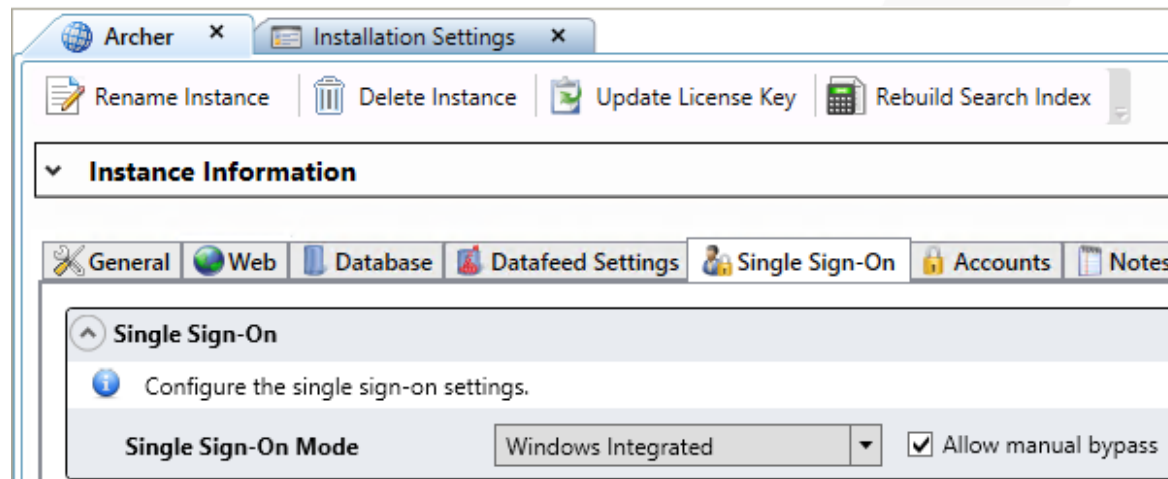 Archer × Installation Settings ×
Rename Instance Delete Instance Update License Key Rebuild Search Index
Instance Information
General Web Database Datafeed Settings Single Sign-On Accounts Notes
Single Sign-On
Configure the single sign-on settings.
Single Sign-On Mode Windows Integrated Allow manual bypass